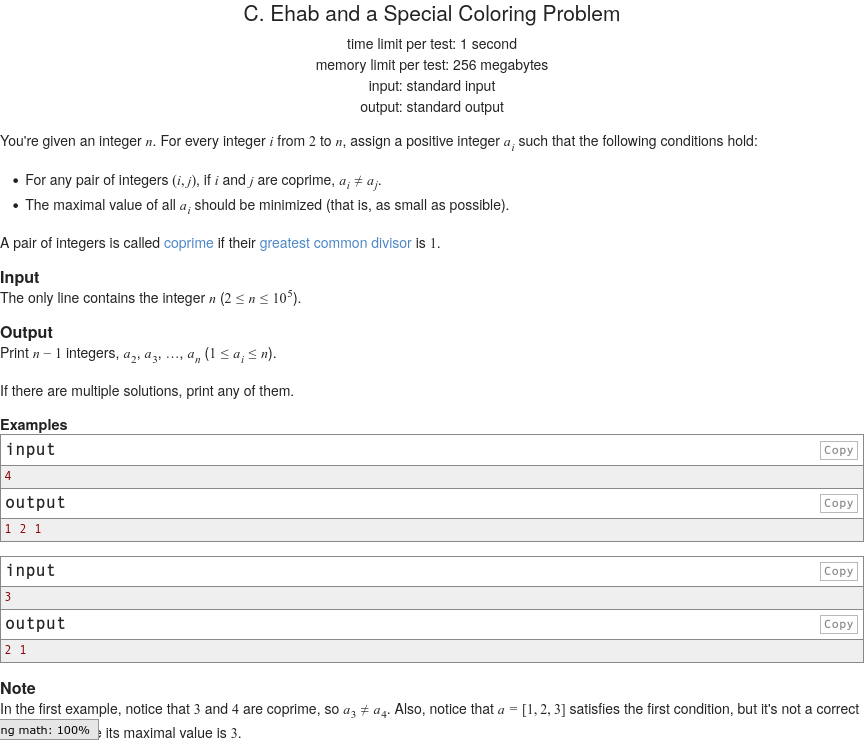 C. Ehab and a Special Coloring Problem
time limit per test: 1 second
memory limit per test: 256 megabytes
input: standard input
output: standard output
You're given an integer n. For every integer i from 2 to n, assign a positive integer a_i such that the following conditions hold:
• For any pair of integers (i, j), if i and j are coprime, a_i ≠ a_j.
• The maximal value of all a_i should be minimized (that is, as small as possible).
A pair of integers is called coprime if their greatest common divisor is 1.
Input
The only line contains the integer n (2 ≤ n ≤ 10^5).
Output
Print n − 1 integers, a_2, a_3, …, a_n (1 ≤ a_i ≤ n).
If there are multiple solutions, print any of them.
Examples
input Copy
4
output Copy
1 2 1
input Copy
3
output Copy
2 1
Note
In the first example, notice that 3 and 4 are coprime, so a_3 ≠ a_4. Also, notice that a = [1, 2, 3] satisfies the first condition, but it's not a correct
ng math: 100% its maximal value is 3.